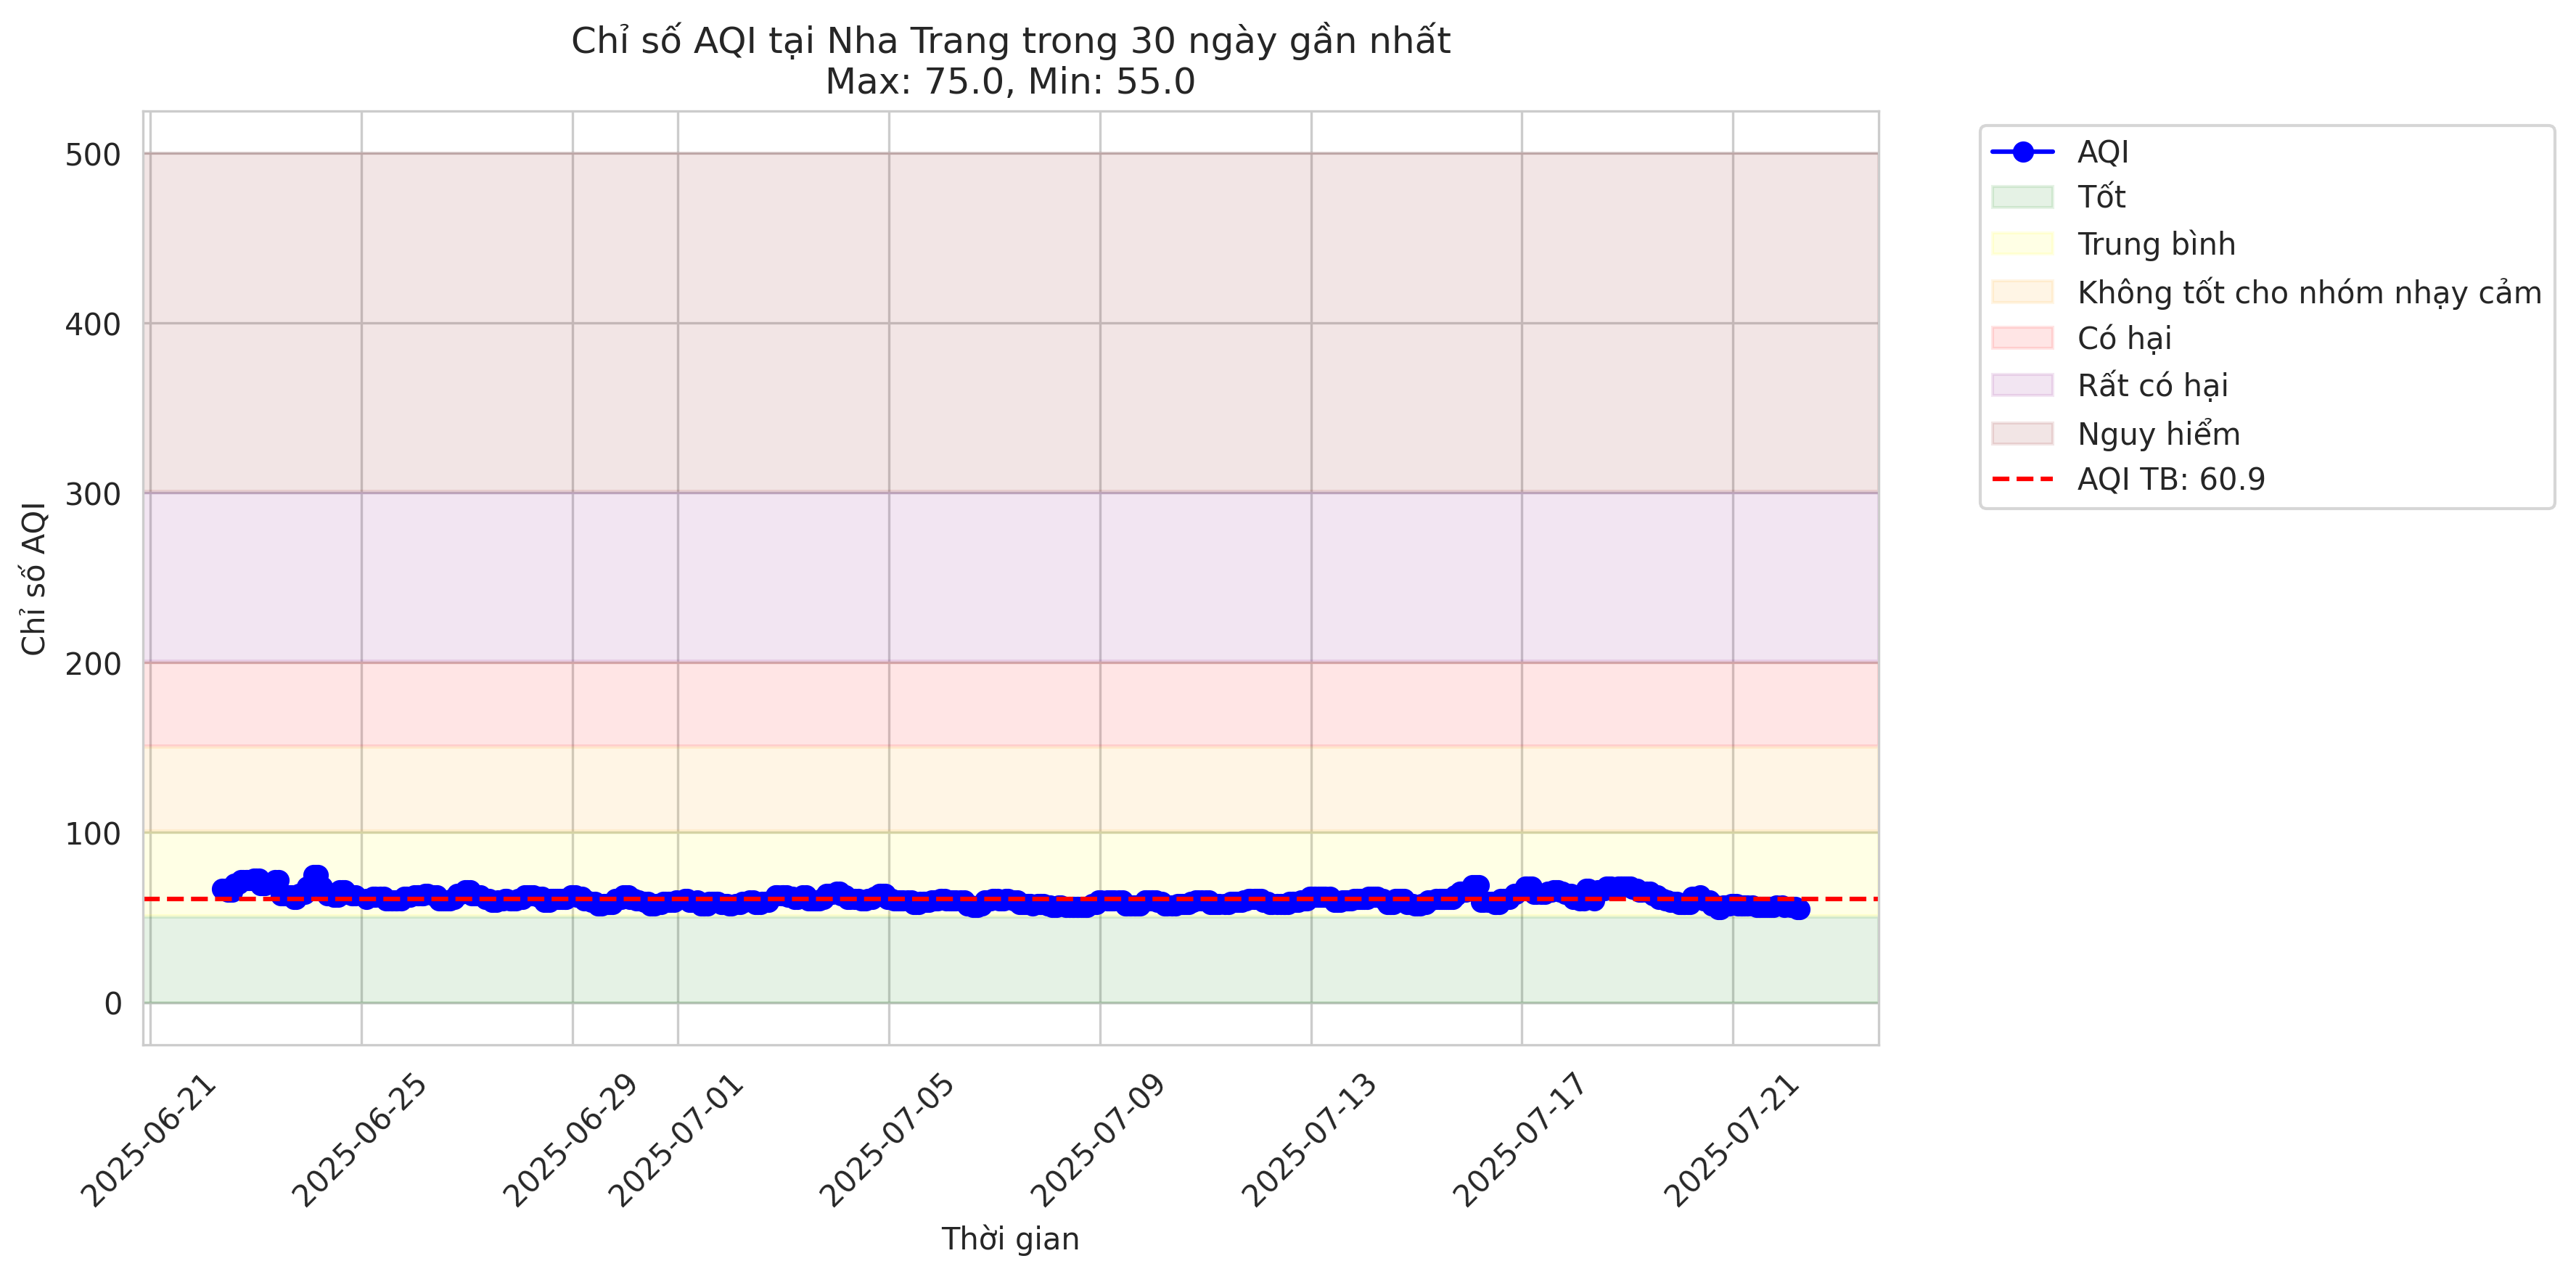 Chỉ số AQI tại Nha Trang trong 30 ngày gần nhất
Max: 75.0, Min: 55.0
Chỉ số AQI
500
400
300
200
100
0
2025-06-21
2025-06-25
2025-06-29
2025-07-01
2025-07-05
2025-07-09
2025-07-13
2025-07-17
2025-07-21
Thời gian
AQI
Tốt
Trung bình
Không tốt cho nhóm nhạy cảm
Có hại
Rất có hại
Nguy hiểm
AQI TB: 60.9